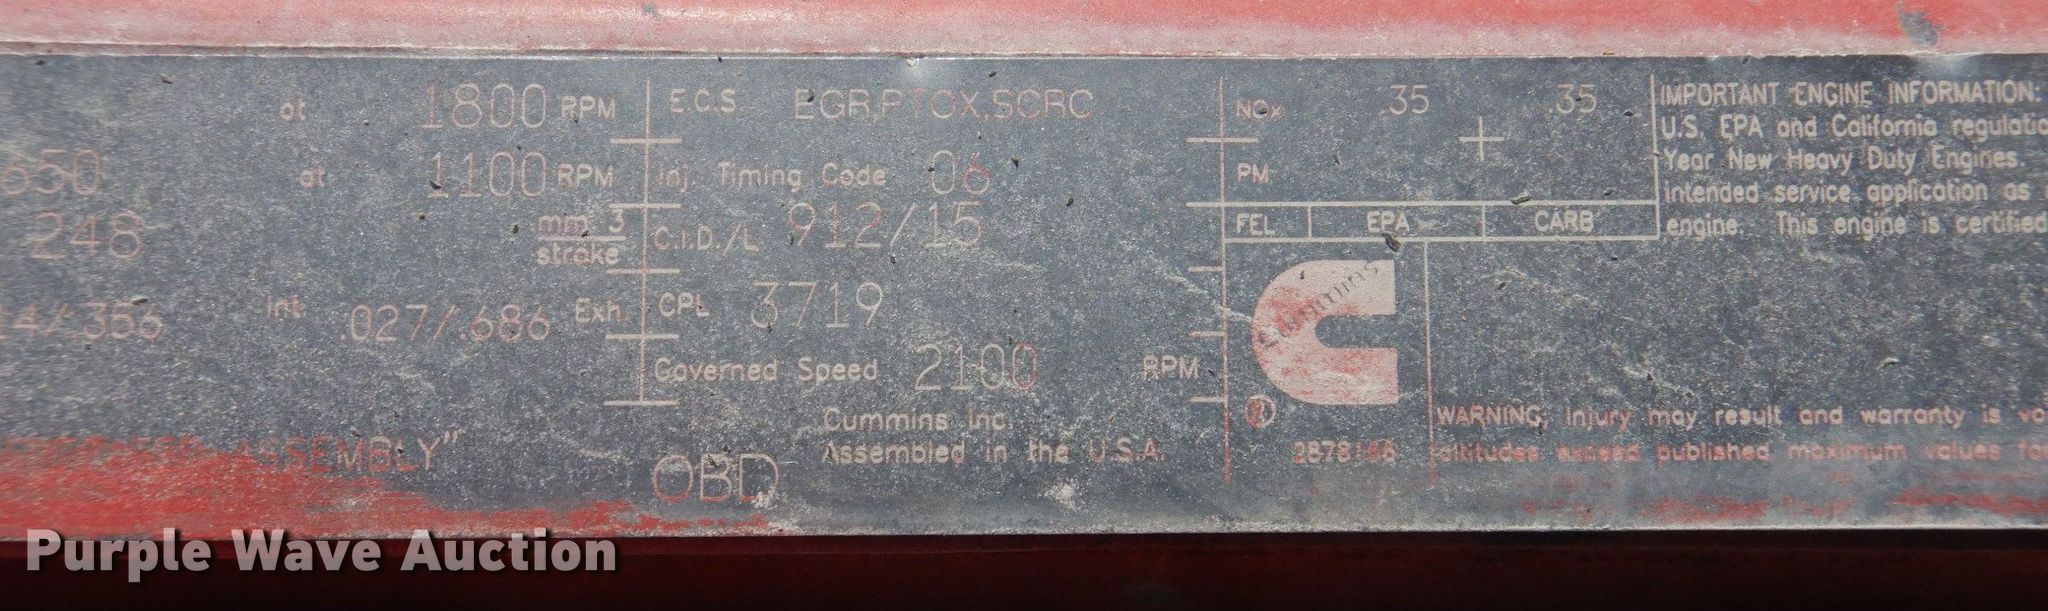 at 1800 RPM
650 at 1100 RPM
248 mm 3
stroke
14/.356 Int. .027/.686 Exh.
ASSEMBLY"
E.C.S. EGR,PTOX,SCRC
Inj. Timing Code 06
C.I.D./L 912/15
CPL 3719
Governed Speed 2100 RPM
Cummins Inc.
Assembled in the U.S.A.
OBD
NOx .35 .35
PM
FEL EPA CARB
Cummins
2878186
IMPORTANT ENGINE INFORMATION:
U.S. EPA and California regulatio
Year New Heavy Duty Engines.
intended service application as
engine. This engine is certified
WARNING; Injury may result and warranty is vo
altitudes exceed published maximum values fo
Purple Wave Auction